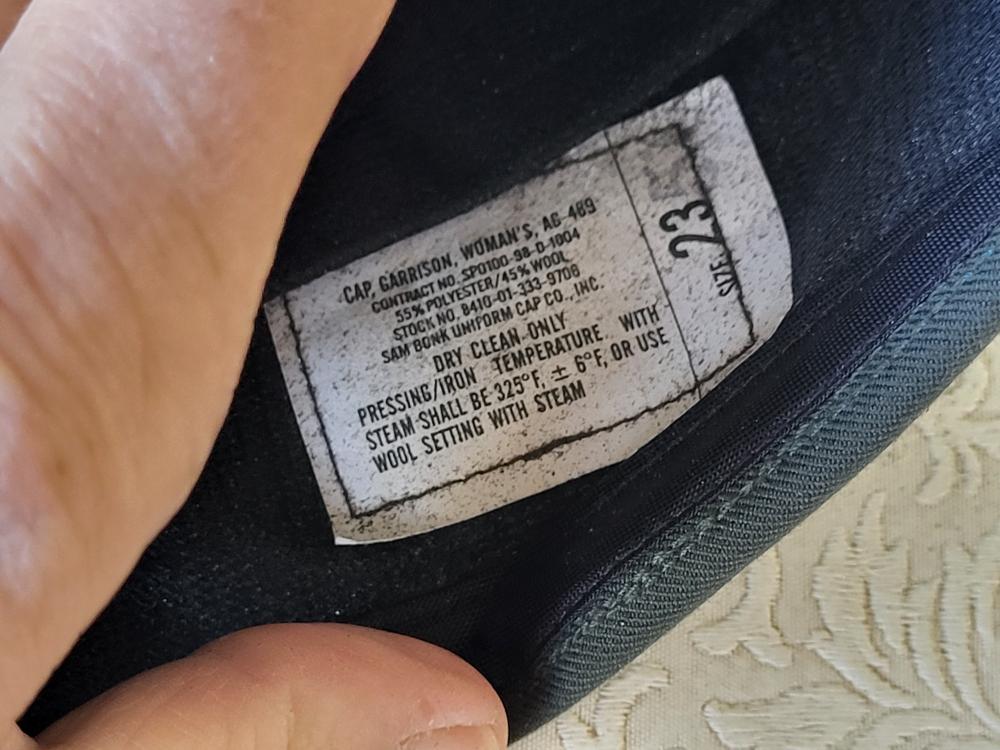 CAP, GARRISON, WOMAN'S, AG-489
CONTRACT NO. SPO100-98-D-1004
55% POLYESTER/45% WOOL
STOCK NO. 8410-01-333-9708
SAM BONK UNIFORM CAP CO., INC.
DRY CLEAN ONLY
PRESSING/IRON TEMPERATURE WITH
STEAM SHALL BE 325°F, ± 6°F, OR USE
WOOL SETTING WITH STEAM
SIZE: 23